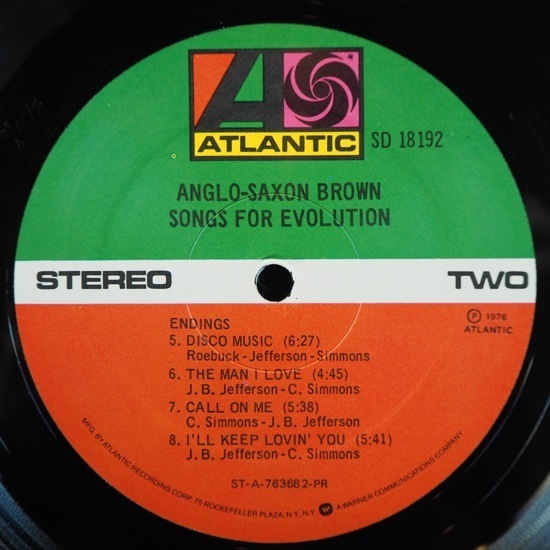 ATLANTIC
SD 18192
ANGLO-SAXON BROWN
SONGS FOR EVOLUTION
STEREO
TWO
Ⓟ 1976
ATLANTIC
ENDINGS
5. DISCO MUSIC (6:27)
Roebuck-Jefferson-Simmons
6. THE MAN I LOVE (4:45)
J. B. Jefferson-C. Simmons
7. CALL ON ME (5:38)
C. Simmons-J. B. Jefferson
8. I'LL KEEP LOVIN' YOU (5:41)
J. B. Jefferson-C. Simmons
ST-A-763682-PR
MFG. BY ATLANTIC RECORDING CORP. 75 ROCKEFELLER PLAZA, N.Y. N.Y. A WARNER COMMUNICATIONS COMPANY